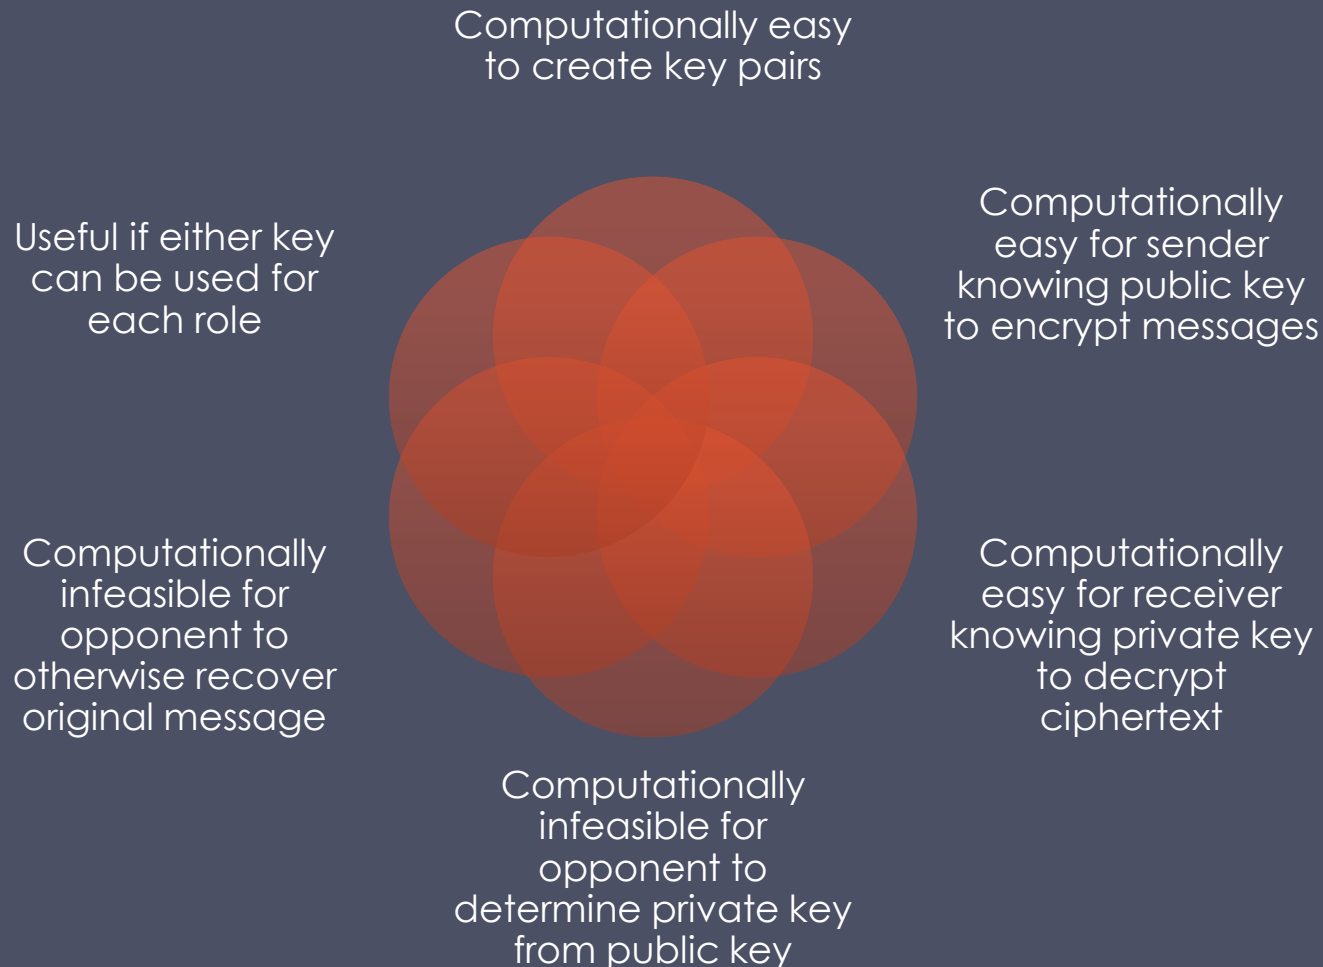 Computationally easy
to create key pairs
Computationally
easy for sender
knowing public key
to encrypt messages
Computationally
easy for receiver
knowing private key
to decrypt
ciphertext
Computationally
infeasible for
opponent to
determine private key
from public key
Computationally
infeasible for
opponent to
otherwise recover
original message
Useful if either key
can be used for
each role